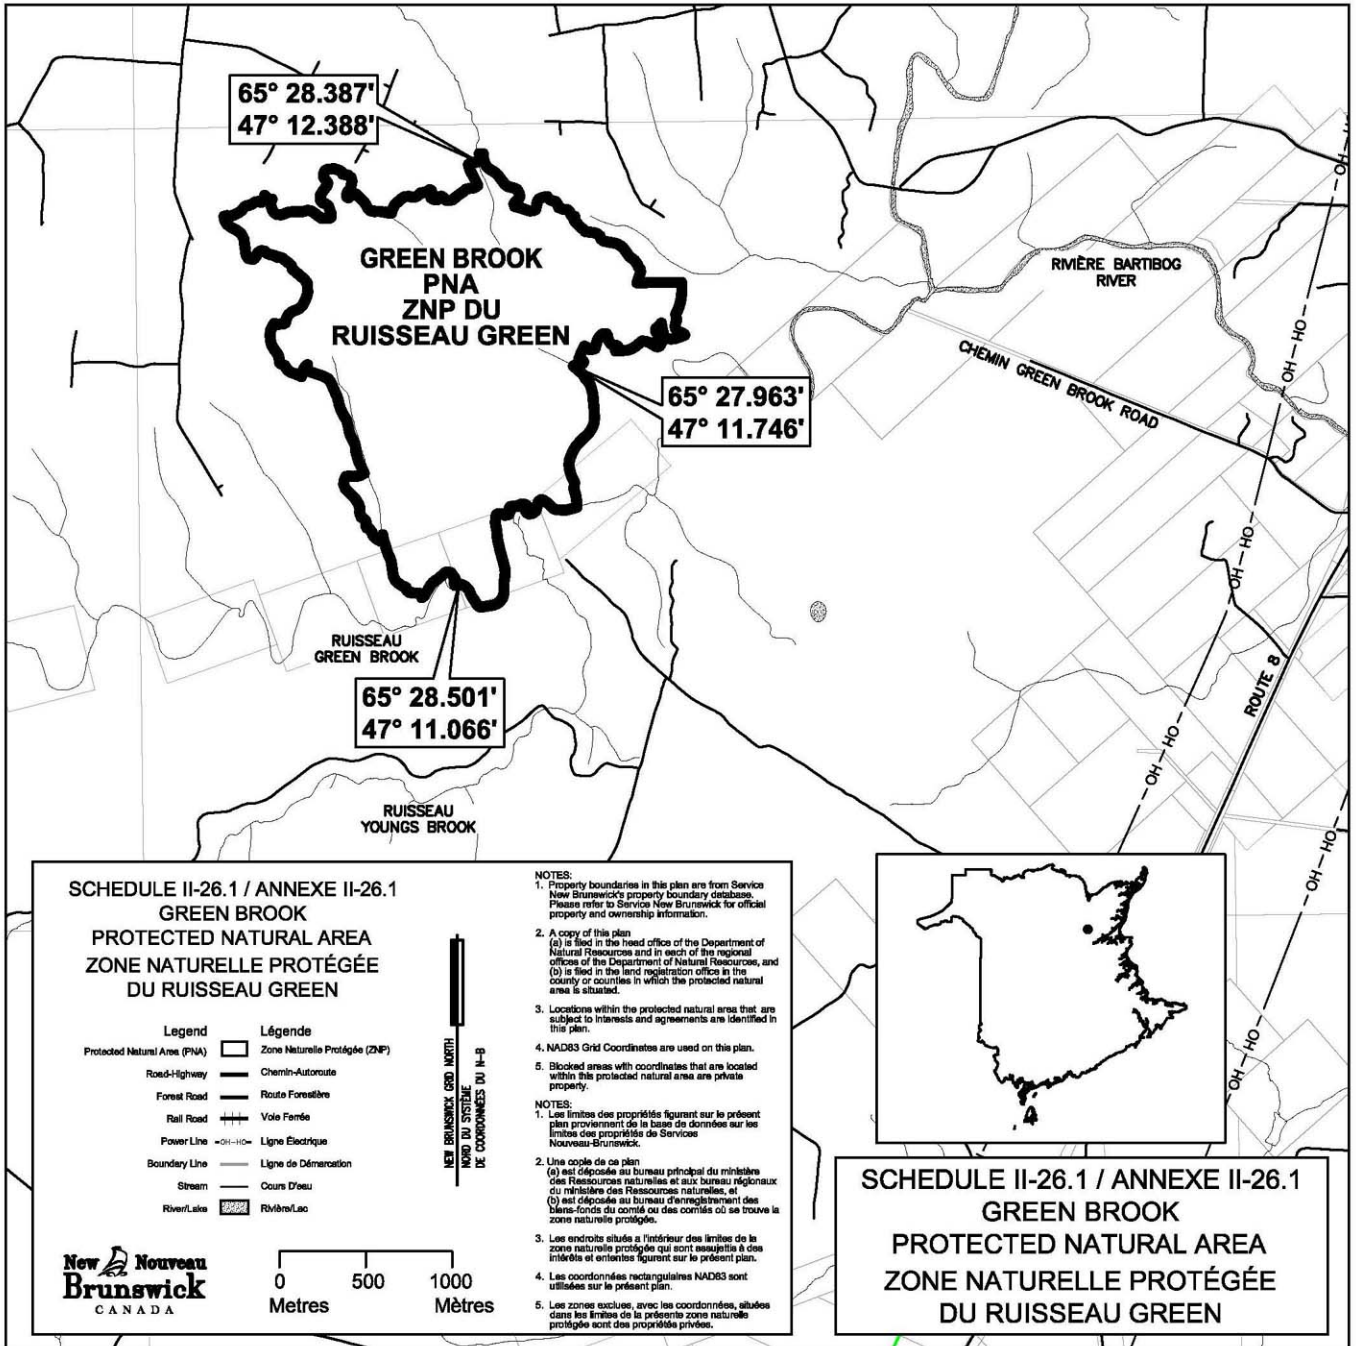 65° 28.387'
47° 12.388'
GREEN BROOK
PNA
ZNP DU
RUISSEAU GREEN
RIVIÈRE BARTIBOG
RIVER
CHEMIN GREEN BROOK ROAD
65° 27.963'
47° 11.746'
OH — HO
OH — HO
OH — HO
OH — HO
OH — HO
OH — HO
OH — HO
RUISSEAU
GREEN BROOK
65° 28.501'
47° 11.066'
ROUTE 8
RUISSEAU
YOUNGS BROOK
SCHEDULE II-26.1 / ANNEXE II-26.1
GREEN BROOK
PROTECTED NATURAL AREA
ZONE NATURELLE PROTÉGÉE
DU RUISSEAU GREEN
Legend Légende
Protected Natural Area (PNA) Zone Naturelle Protégée (ZNP)
Road-Highway Chemin-Autoroute
Forest Road Route Forestière
Rail Road Voie Ferrée
Power Line -OH-HO- Ligne Électrique
Boundary Line Ligne de Démarcation
Stream Cours D'eau
River/Lake Rivière/Lac
NEW BRUNSWICK GRID NORTH
NORD DU SYSTÈME
DE COORDONNÉES DU N-B
New Nouveau
Brunswick
CANADA
0 500 1000
Metres Mètres
NOTES:
1. Property boundaries in this plan are from Service
New Brunswick's property boundary database.
Please refer to Service New Brunswick for official
property and ownership information.
2. A copy of this plan
(a) is filed in the head office of the Department of
Natural Resources and in each of the regional
offices of the Department of Natural Resources, and
(b) is filed in the land registration office in the
county or counties in which the protected natural
area is situated.
3. Locations within the protected natural area that are
subject to interests and agreements are identified in
this plan.
4. NAD83 Grid Coordinates are used on this plan.
5. Blocked areas with coordinates that are located
within this protected natural area are private
property.
NOTES:
1. Les limites des propriétés figurant sur le présent
plan proviennent de la base de données sur les
limites des propriétés de Services
Nouveau-Brunswick.
2. Une copie de ce plan
(a) est déposée au bureau principal du ministère
des Ressources naturelles et aux bureau régionaux
du ministère des Ressources naturelles, et
(b) est déposée au bureau d'enregistrement des
biens-fonds du comté ou des comtés où se trouve la
zone naturelle protégée.
3. Les endroits situés a l'intérieur des limites de la
zone naturelle protégée qui sont assujettis à des
intérêts et ententes figurent sur le présent plan.
4. Les coordonnées rectangulaires NAD83 sont
utilisées sur le présent plan.
5. Les zones exclues, avec les coordonnées, situées
dans les limites de la présente zone naturelle
protégée sont des propriétés privées.
SCHEDULE II-26.1 / ANNEXE II-26.1
GREEN BROOK
PROTECTED NATURAL AREA
ZONE NATURELLE PROTÉGÉE
DU RUISSEAU GREEN